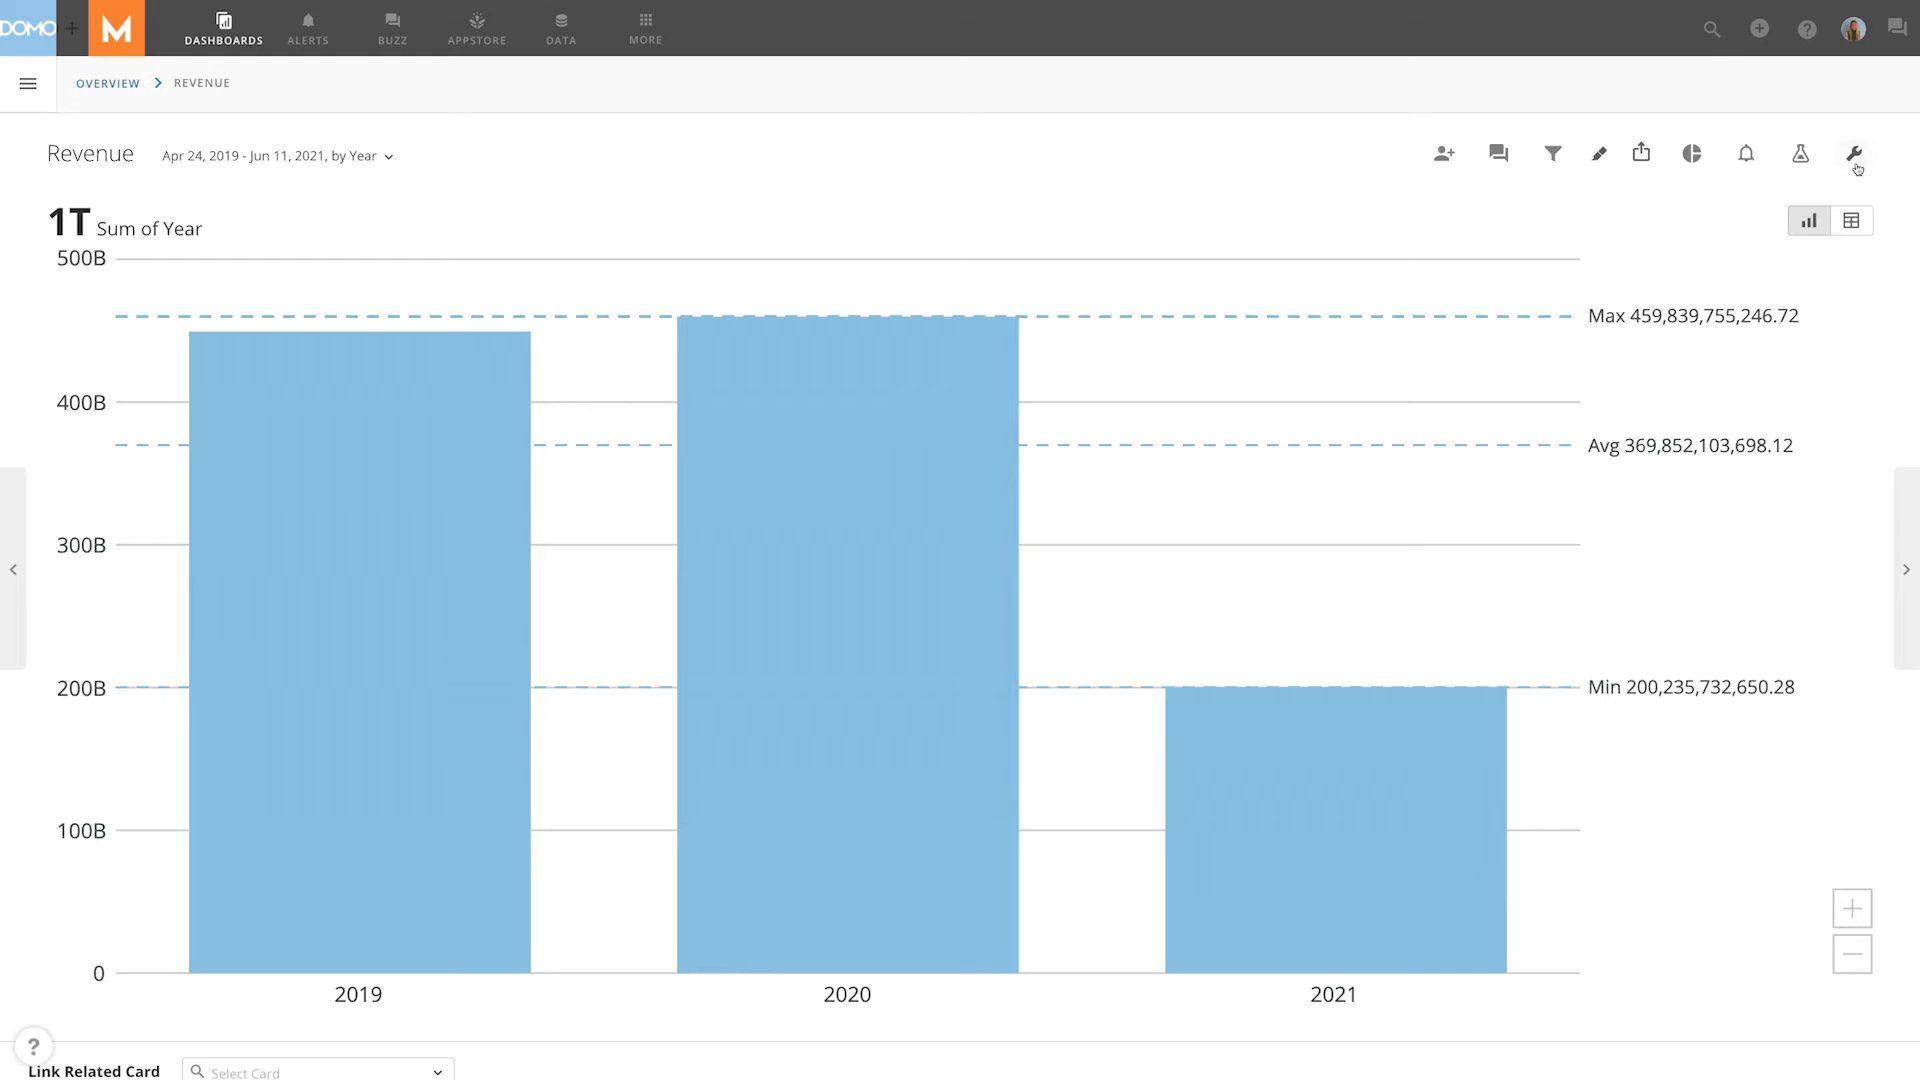 DOMO
M
DASHBOARDS
ALERTS
BUZZ
APPSTORE
DATA
MORE
OVERVIEW > REVENUE
Revenue
Apr 24, 2019 - Jun 11, 2021, by Year
1T Sum of Year
500B
Max 459,839,755,246.72
400B
Avg 369,852,103,698.12
300B
200B
Min 200,235,732,650.28
100B
0
2019
2020
2021
?
Link Related Card
Select Card